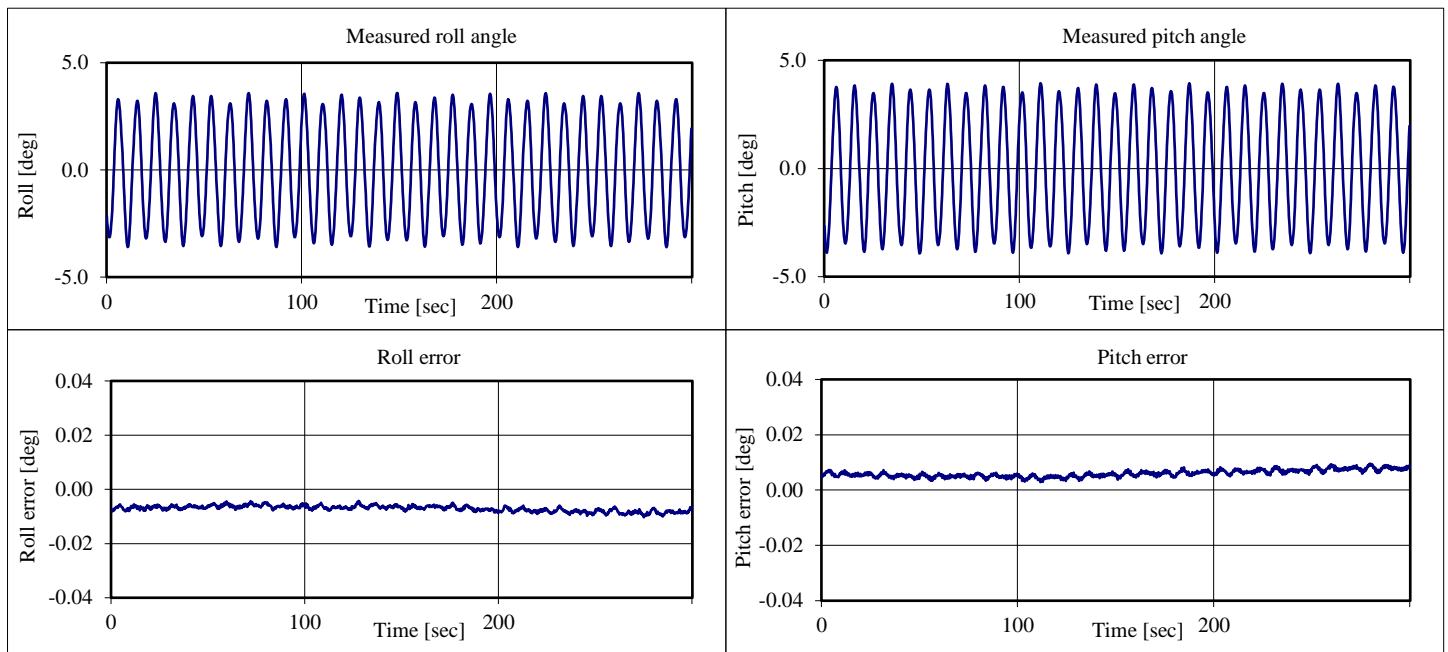 Measured roll angle
5.0
0.0
-5.0
Roll [deg]
0
100
200
Time [sec]
Measured pitch angle
5.0
0.0
-5.0
Pitch [deg]
0
100
200
Time [sec]
Roll error
0.04
0.02
0.00
-0.02
-0.04
Roll error [deg]
0
100
200
Time [sec]
Pitch error
0.04
0.02
0.00
-0.02
-0.04
Pitch error [deg]
0
100
200
Time [sec]